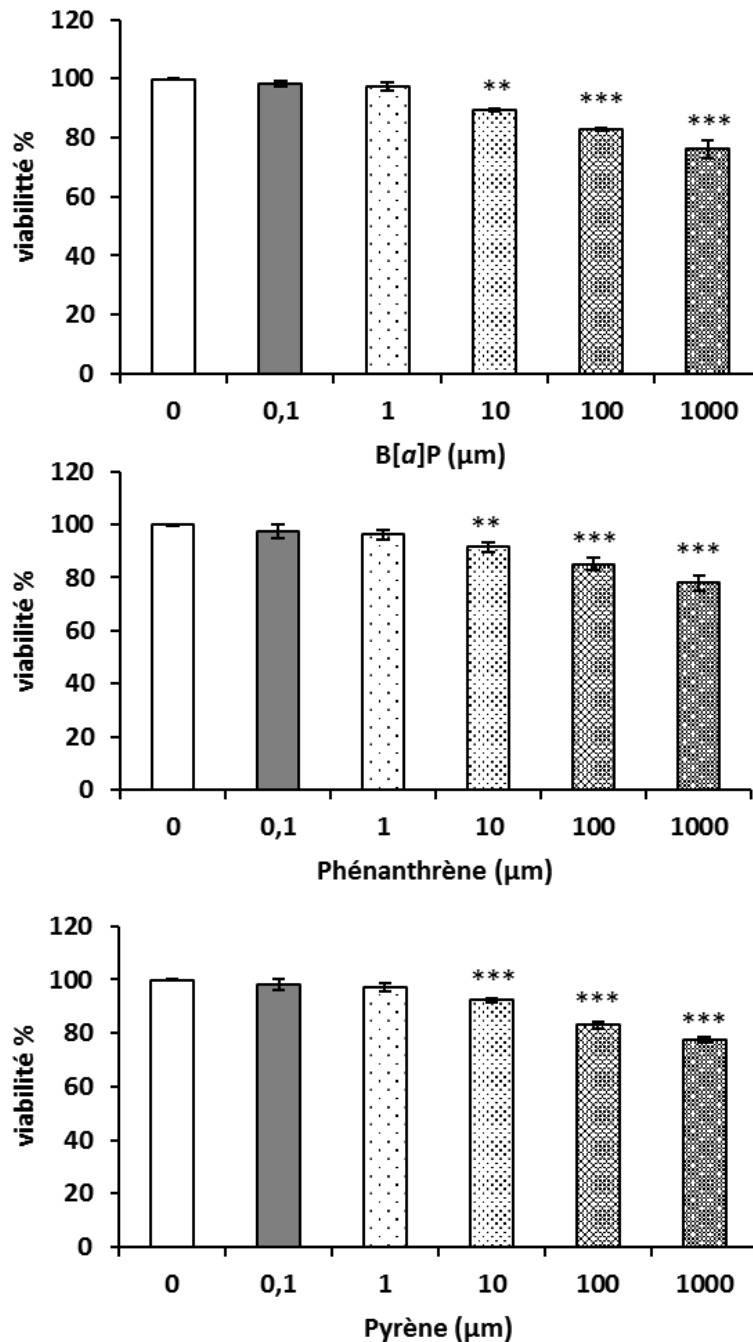 120
100
80
60
40
20
0
viabilitté %
** *** ***
0 0,1 1 10 100 1000
B[a]P (µm)
120
100
80
60
40
20
0
viabilité %
** *** ***
0 0,1 1 10 100 1000
Phénanthrène (µm)
120
100
80
60
40
20
0
viabilité %
*** *** ***
0 0,1 1 10 100 1000
Pyrène (µm)